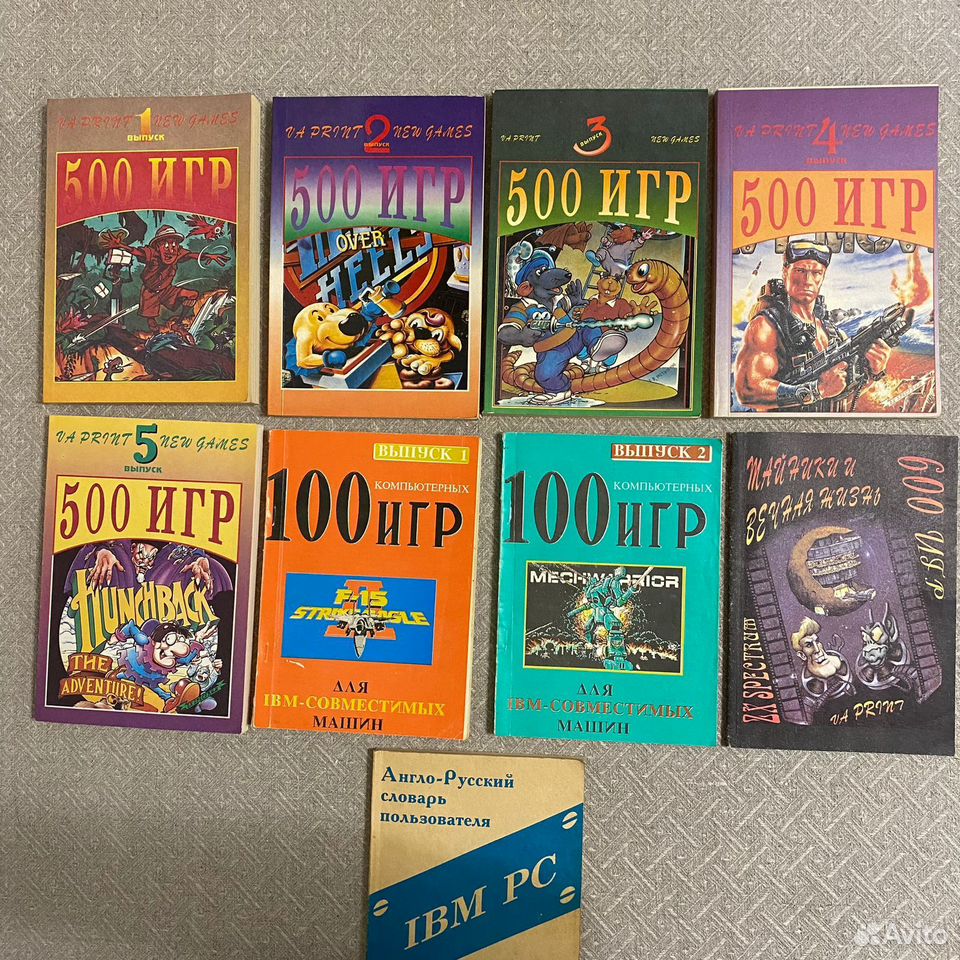 VA PRINT 1 NEW GAMES
ВЫПУСК
500 ИГР
VA PRINT 2 NEW GAMES
ВЫПУСК
500 ИГР
OVER
HEELS
VA PRINT 3 NEW GAMES
ВЫПУСК
500 ИГР
VA PRINT 4 NEW GAMES
ВЫПУСК
500 ИГР
VA PRINT 5 NEW GAMES
ВЫПУСК
500 ИГР
HUNCHBACK
THE
ADVENTURE!
ВЫПУСК 1
КОМПЬЮТЕРНЫХ
100 ИГР
F-15
STRIKE EAGLE
II
ДЛЯ
IBM-СОВМЕСТИМЫХ
МАШИН
ВЫПУСК 2
КОМПЬЮТЕРНЫХ
100 ИГР
MECHWARRIOR
ДЛЯ
IBM-СОВМЕСТИМЫХ
МАШИН
ТАЙНИКИ И
ВЕЧНАЯ ЖИЗНЬ
600 ИГР
ZX SPECTRUM
VA PRINT
Англо-Русский
словарь
пользователя
IBM PC
Avito